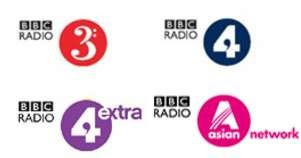 BBC
RADIO 3
BBC
RADIO 4
BBC
RADIO 4 extra
BBC
RADIO asian network